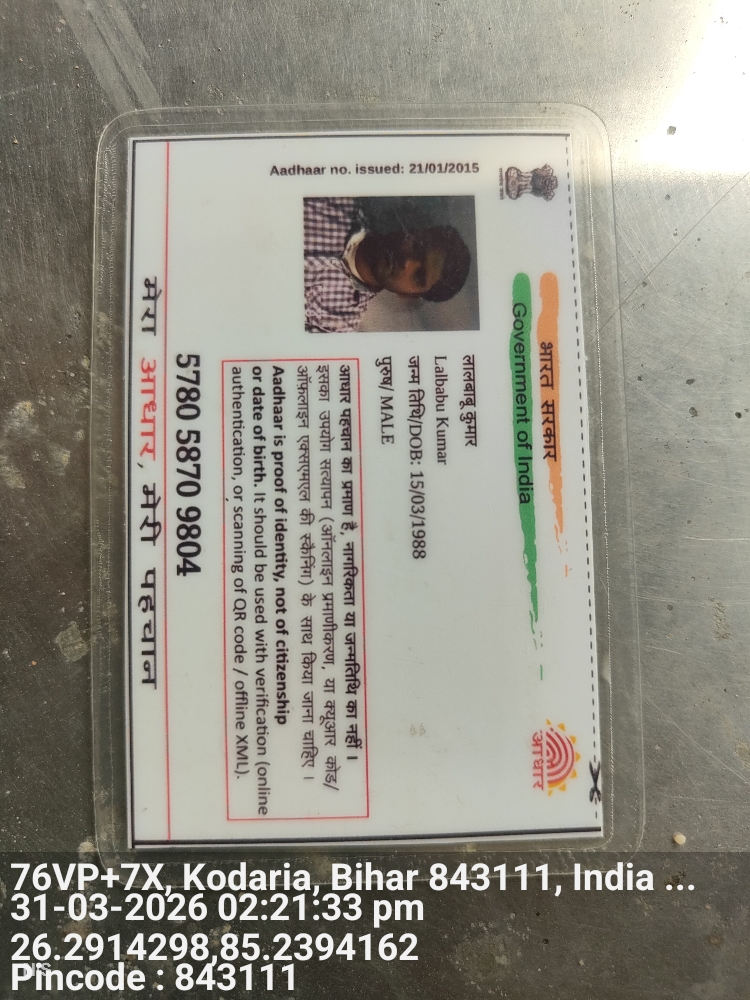 भारत सरकार
Government of India
आधार
Aadhaar no. issued: 21/01/2015
लालबाबू कुमार
Lalbabu Kumar
जन्म तिथि/DOB: 15/03/1988
पुरुष/ MALE
आधार पहचान का प्रमाण है, नागरिकता या जन्मतिथि का नहीं ।
इसका उपयोग सत्यापन (ऑनलाइन प्रमाणीकरण, या क्यूआर कोड/
ऑफ़लाइन एक्सएमएल की स्कैनिंग) के साथ किया जाना चाहिए ।
Aadhaar is proof of identity, not of citizenship
or date of birth. It should be used with verification (online
authentication, or scanning of QR code / offline XML).
5780 5870 9804
मेरा आधार, मेरी पहचान
76VP+7X, Kodaria, Bihar 843111, India ...
31-03-2026 02:21:33 pm
26.2914298,85.2394162
Pincode : 843111